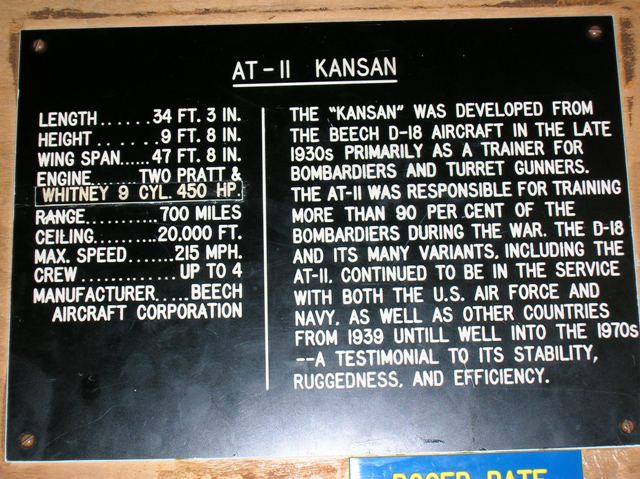 AT-11 KANSAN
LENGTH......34 FT. 3 IN.
HEIGHT.......9 FT. 8 IN.
WING SPAN.....47 FT. 8 IN.
ENGINE.......TWO PRATT &
WHITNEY 9 CYL. 450 HP.
RANGE..........700 MILES
CEILING.........20.000 FT.
MAX. SPEED.......215 MPH.
CREW.............UP TO 4
MANUFACTURER.....BEECH
AIRCRAFT CORPORATION
THE "KANSAN" WAS DEVELOPED FROM
THE BEECH D-18 AIRCRAFT IN THE LATE
1930s PRIMARILY AS A TRAINER FOR
BOMBARDIERS AND TURRET GUNNERS.
THE AT-11 WAS RESPONSIBLE FOR TRAINING
MORE THAN 90 PER CENT OF THE
BOMBARDIERS DURING THE WAR. THE D-18
AND ITS MANY VARIANTS, INCLUDING THE
AT-11, CONTINUED TO BE IN THE SERVICE
WITH BOTH THE U.S. AIR FORCE AND
NAVY, AS WELL AS OTHER COUNTRIES
FROM 1939 UNTILL WELL INTO THE 1970s
--A TESTIMONIAL TO ITS STABILITY,
RUGGEDNESS, AND EFFICIENCY.